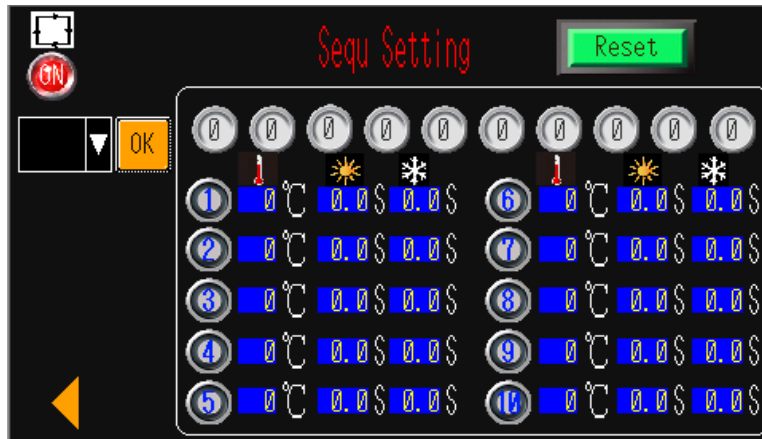 Sequ Setting
Reset
ON
OK
0 0 0 0 0 0 0 0 0 0
1 0 ℃ 0.0 S 0.0 S 6 0 ℃ 0.0 S 0.0 S
2 0 ℃ 0.0 S 0.0 S 7 0 ℃ 0.0 S 0.0 S
3 0 ℃ 0.0 S 0.0 S 8 0 ℃ 0.0 S 0.0 S
4 0 ℃ 0.0 S 0.0 S 9 0 ℃ 0.0 S 0.0 S
5 0 ℃ 0.0 S 0.0 S 10 0 ℃ 0.0 S 0.0 S